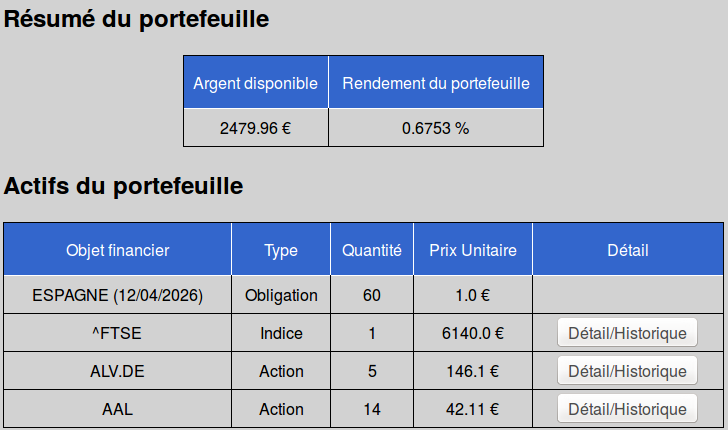 Résumé du portefeuille
Argent disponible Rendement du portefeuille
2479.96 € 0.6753 %
Actifs du portefeuille
Objet financier Type Quantité Prix Unitaire Détail
ESPAGNE (12/04/2026) Obligation 60 1.0 €
^FTSE Indice 1 6140.0 € Détail/Historique
ALV.DE Action 5 146.1 € Détail/Historique
AAL Action 14 42.11 € Détail/Historique